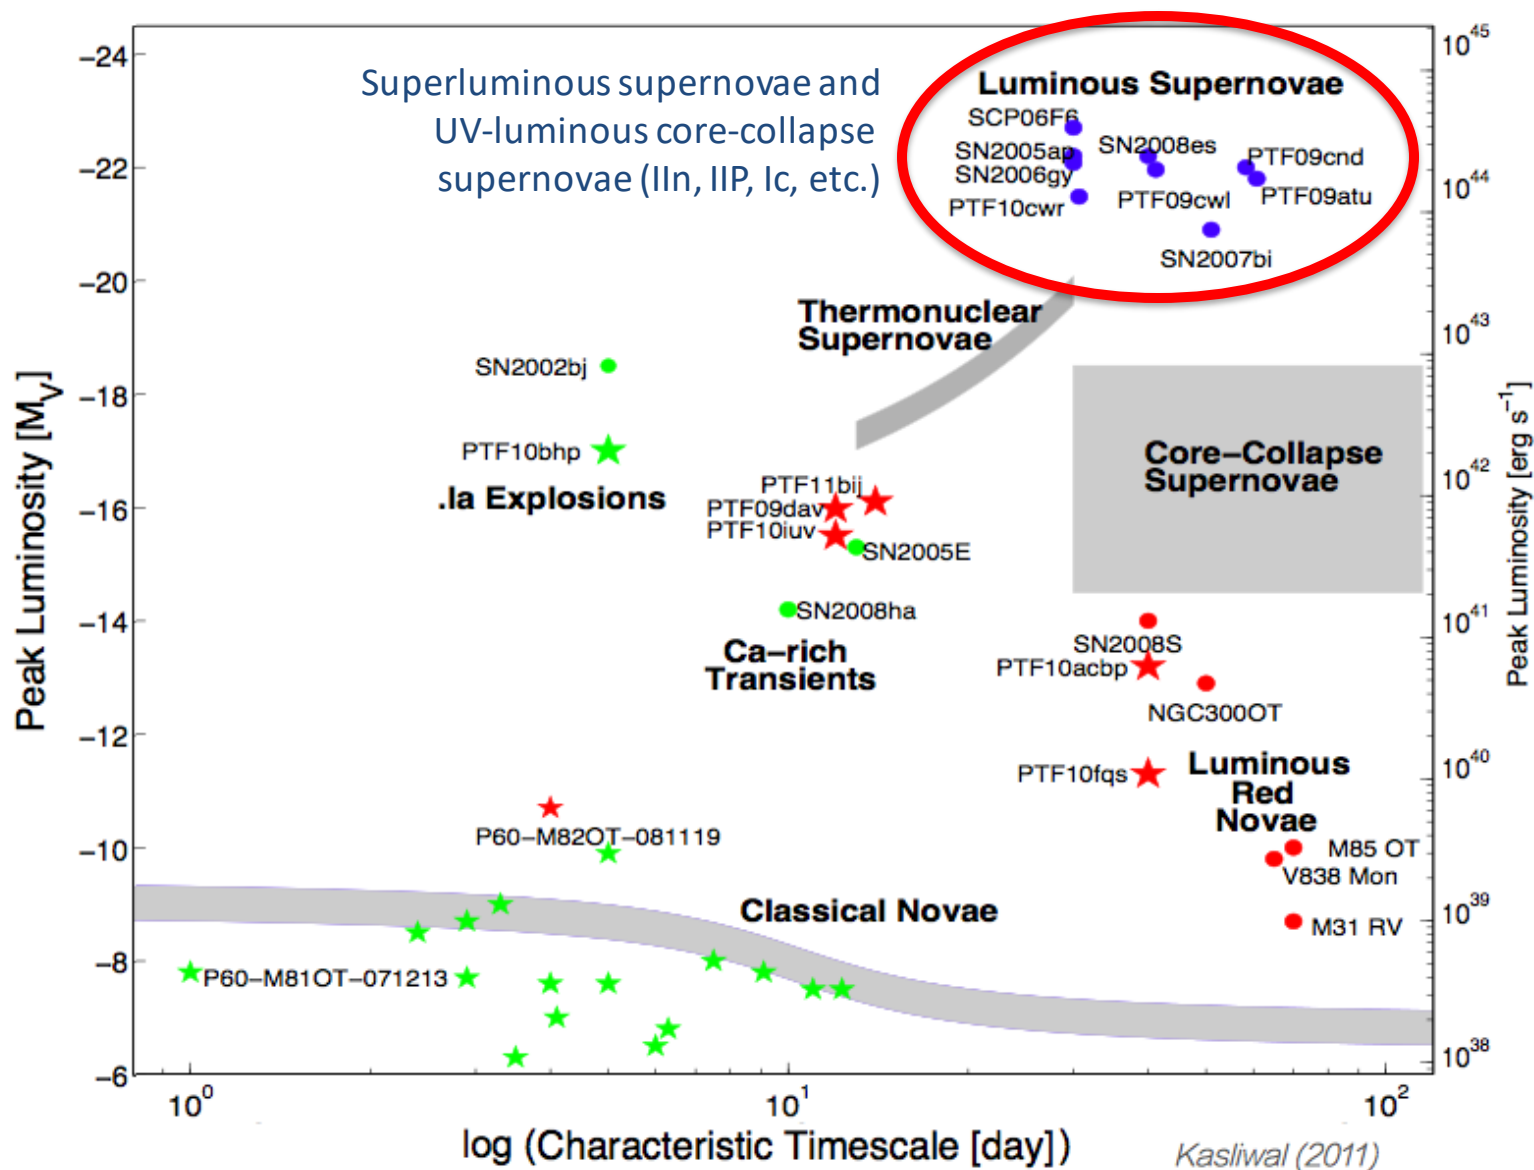 Superluminous supernovae and
UV-luminous core-collapse
supernovae (IIn, IIP, Ic, etc.)
Luminous Supernovae
SCP06F6
SN2005ap
SN2006gy
PTF10cwr
SN2008es
PTF09cwl
PTF09cnd
PTF09atu
SN2007bi
Thermonuclear
Supernovae
SN2002bj
PTF10bhp
.Ia Explosions
PTF11bij
PTF09dav
PTF10iuv
SN2005E
SN2008ha
Ca–rich
Transients
Core–Collapse
Supernovae
SN2008S
PTF10acbp
NGC300OT
PTF10fqs
Luminous
Red
Novae
P60–M82OT–081119
M85 OT
V838 Mon
M31 RV
Classical Novae
P60–M81OT–071213
Peak Luminosity [M_V]
–24
–22
–20
–18
–16
–14
–12
–10
–8
–6
10^45
10^44
10^43
10^42
10^41
10^40
10^39
10^38
Peak Luminosity [erg s^–1]
10^0
10^1
10^2
log (Characteristic Timescale [day])
Kasliwal (2011)